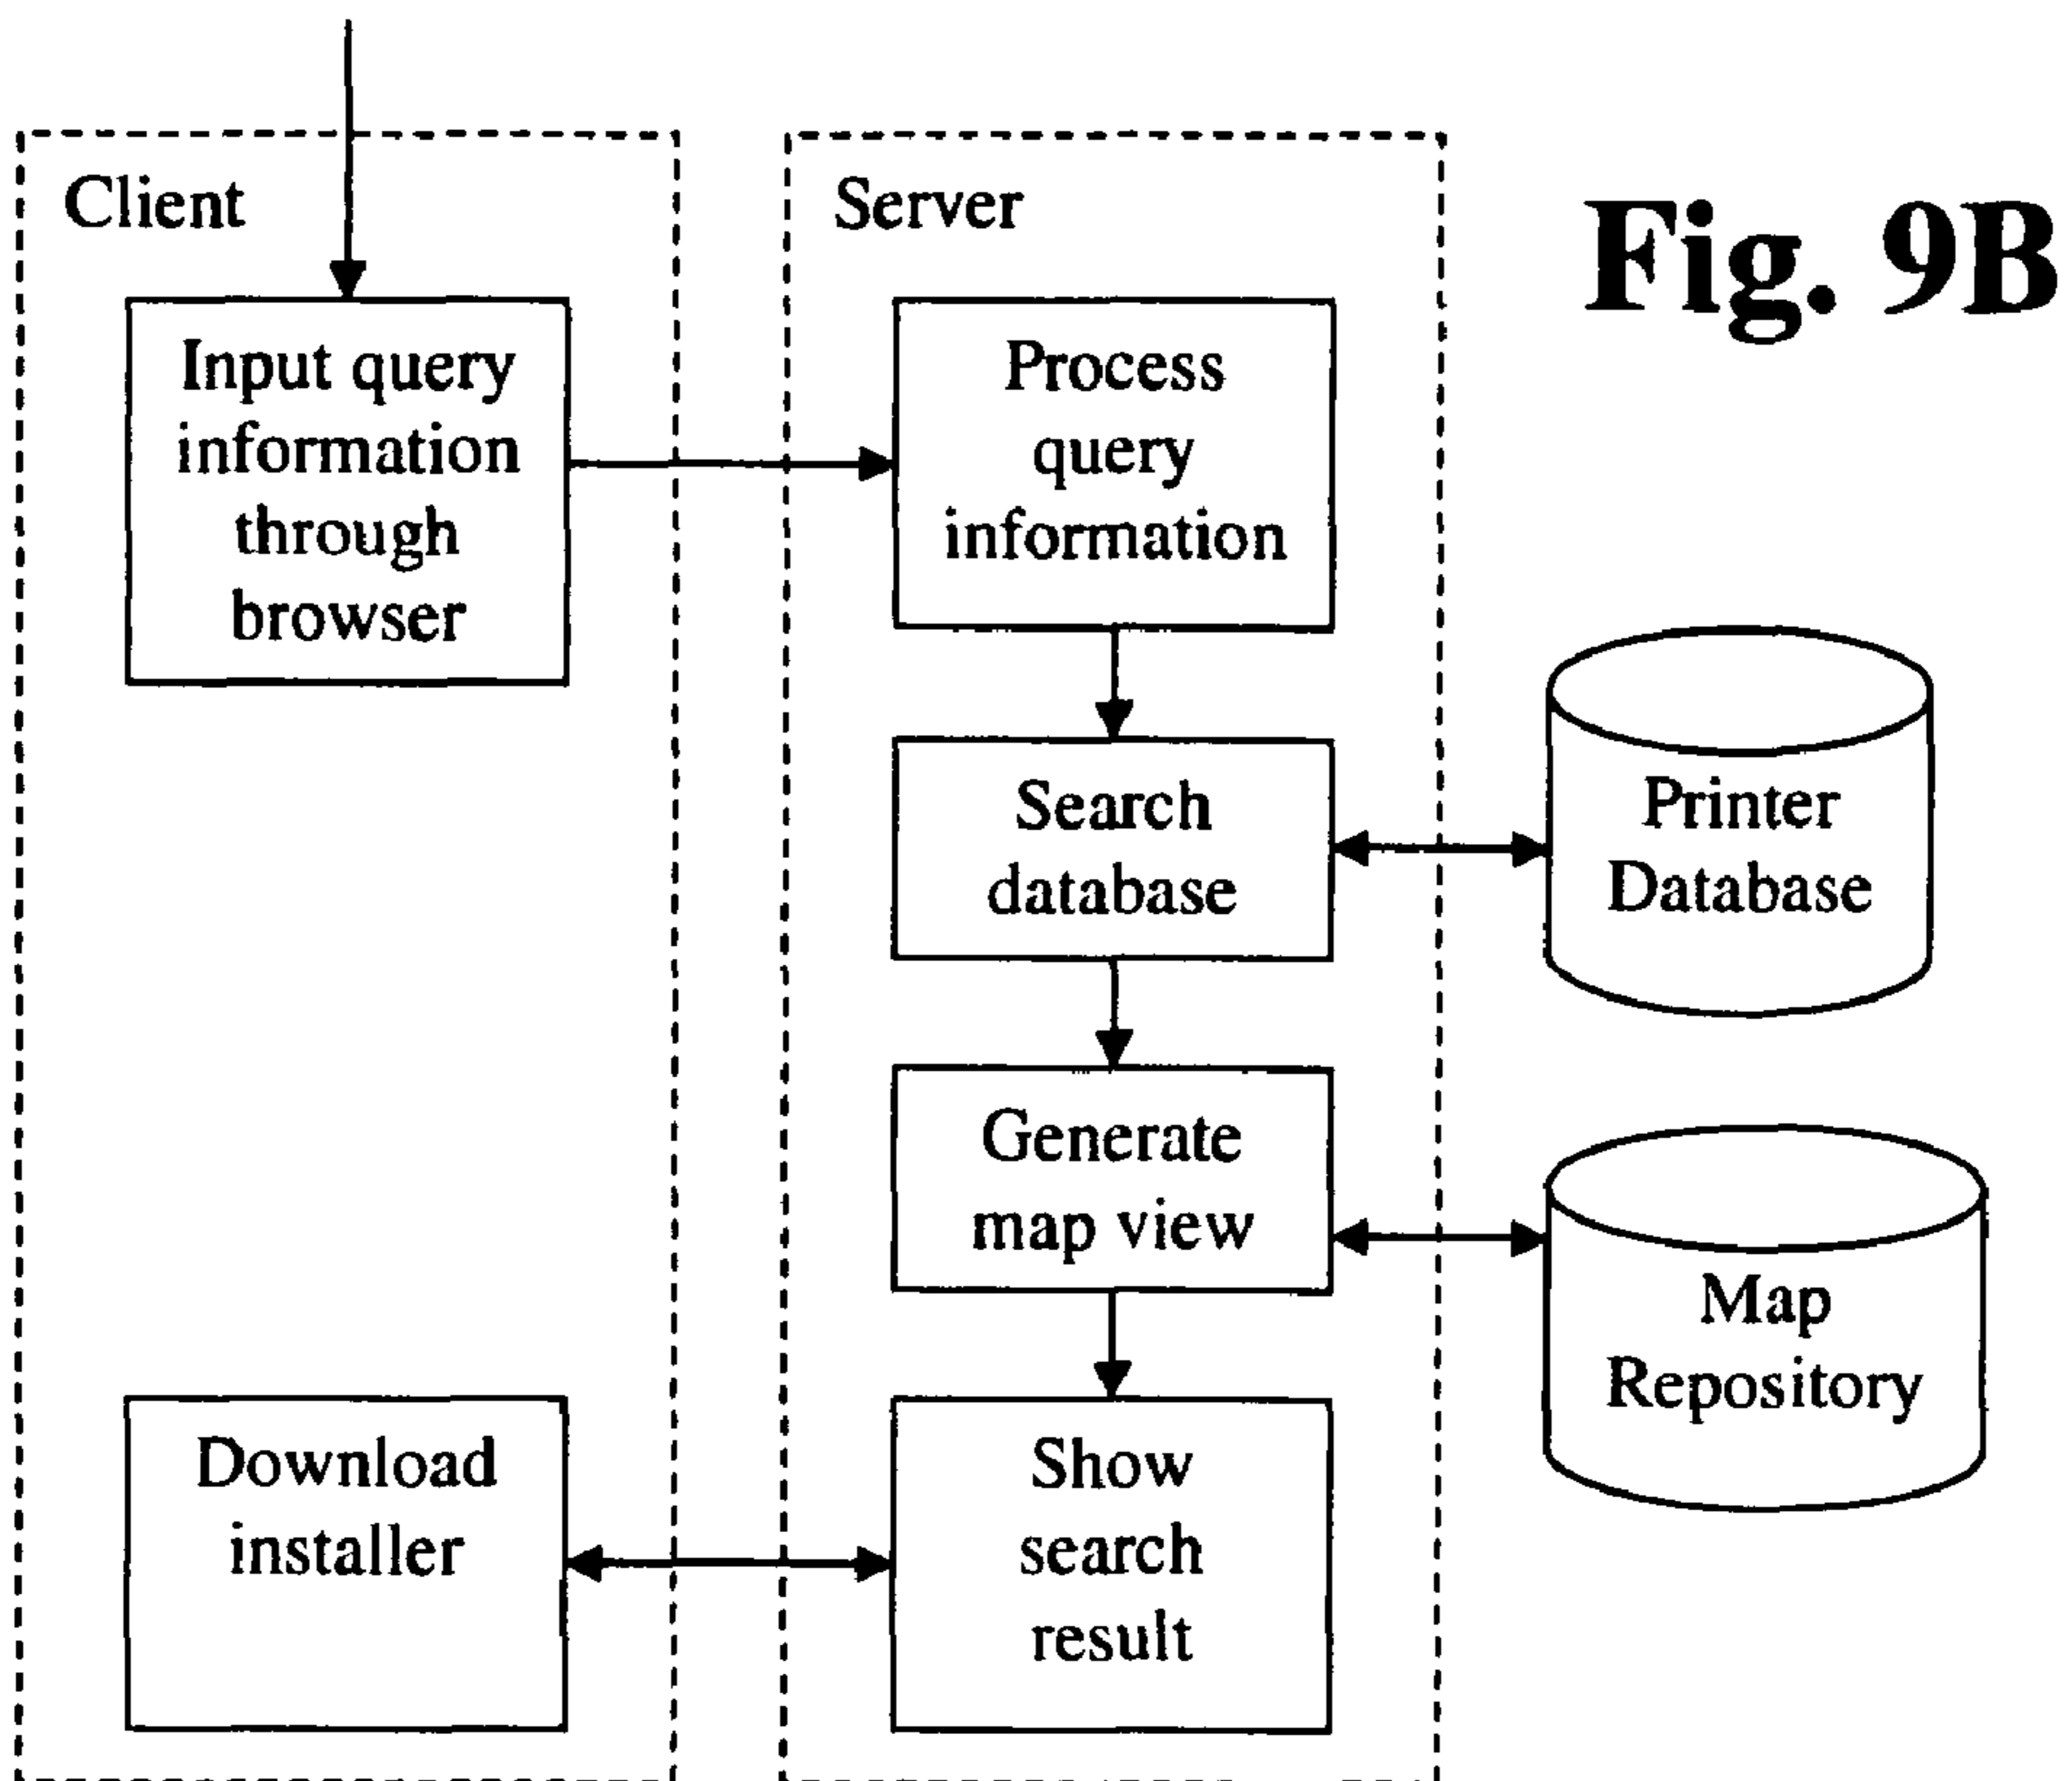 Client
Server
Fig. 9B
Input query
information
through
browser
Process
query
information
Search
database
Printer
Database
Generate
map view
Map
Repository
Download
installer
Show
search
result